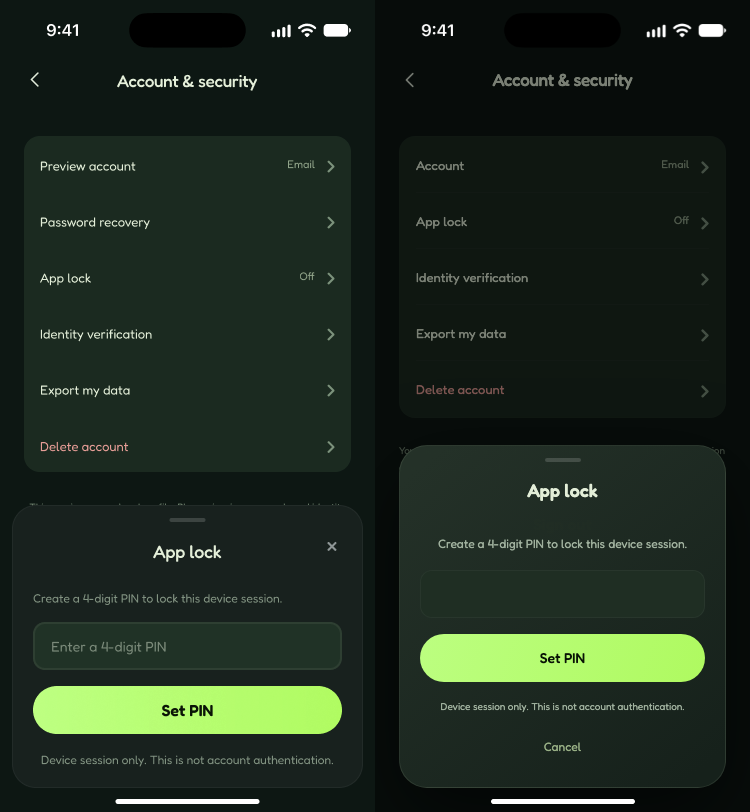 9:41
Account & security
Preview account
Email
Password recovery
App lock
Off
Identity verification
Export my data
Delete account
App lock
Create a 4-digit PIN to lock this device session.
Enter a 4-digit PIN
Set PIN
Device session only. This is not account authentication.
9:41
Account & security
Account
Email
App lock
Off
Identity verification
Export my data
Delete account
App lock
Create a 4-digit PIN to lock this device session.
Set PIN
Device session only. This is not account authentication.
Cancel